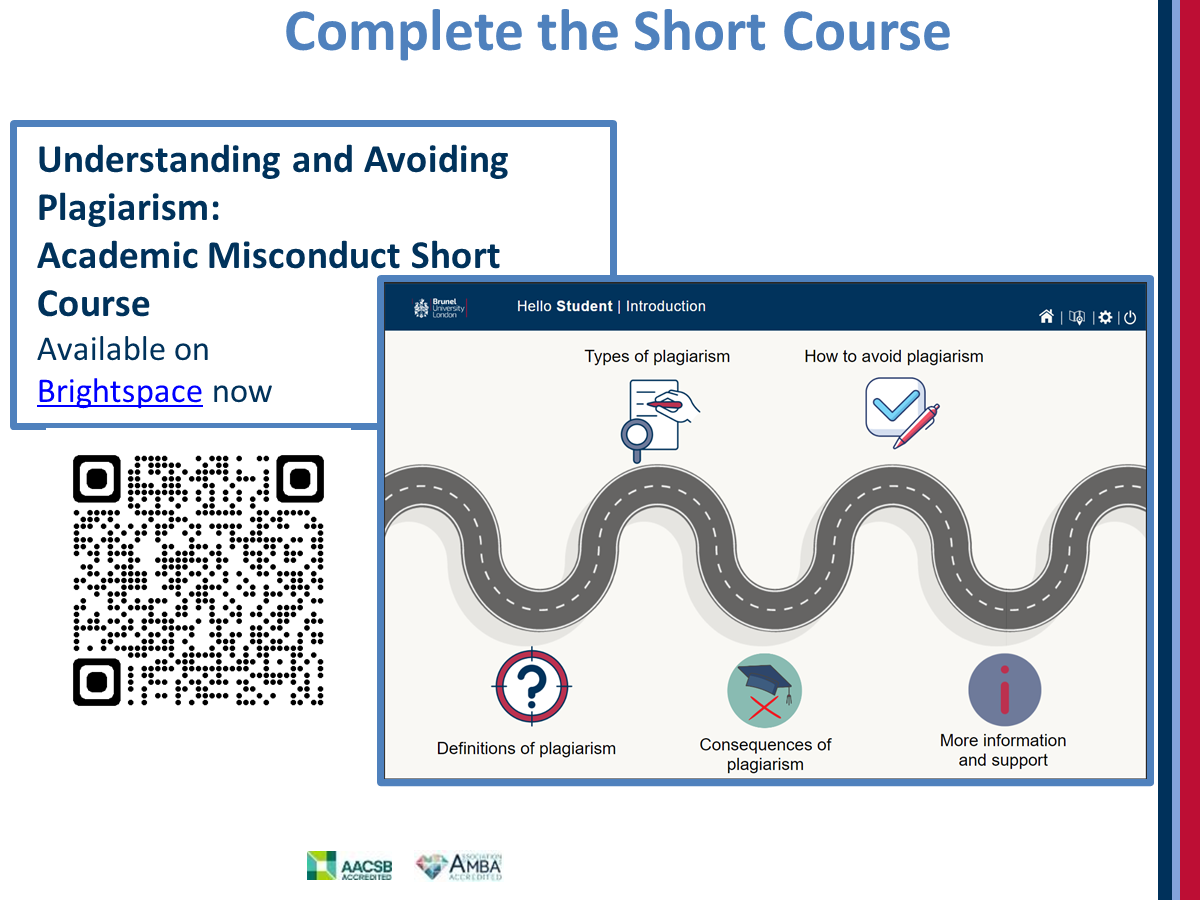 Complete the Short Course
Understanding and Avoiding
Plagiarism:
Academic Misconduct Short
Course
Available on
Brightspace now
Brunel
University
London
Hello Student | Introduction
Types of plagiarism
How to avoid plagiarism
Definitions of plagiarism
Consequences of
plagiarism
More information
and support
AACSB
ACCREDITED
ASSOCIATION
AMBA
ACCREDITED